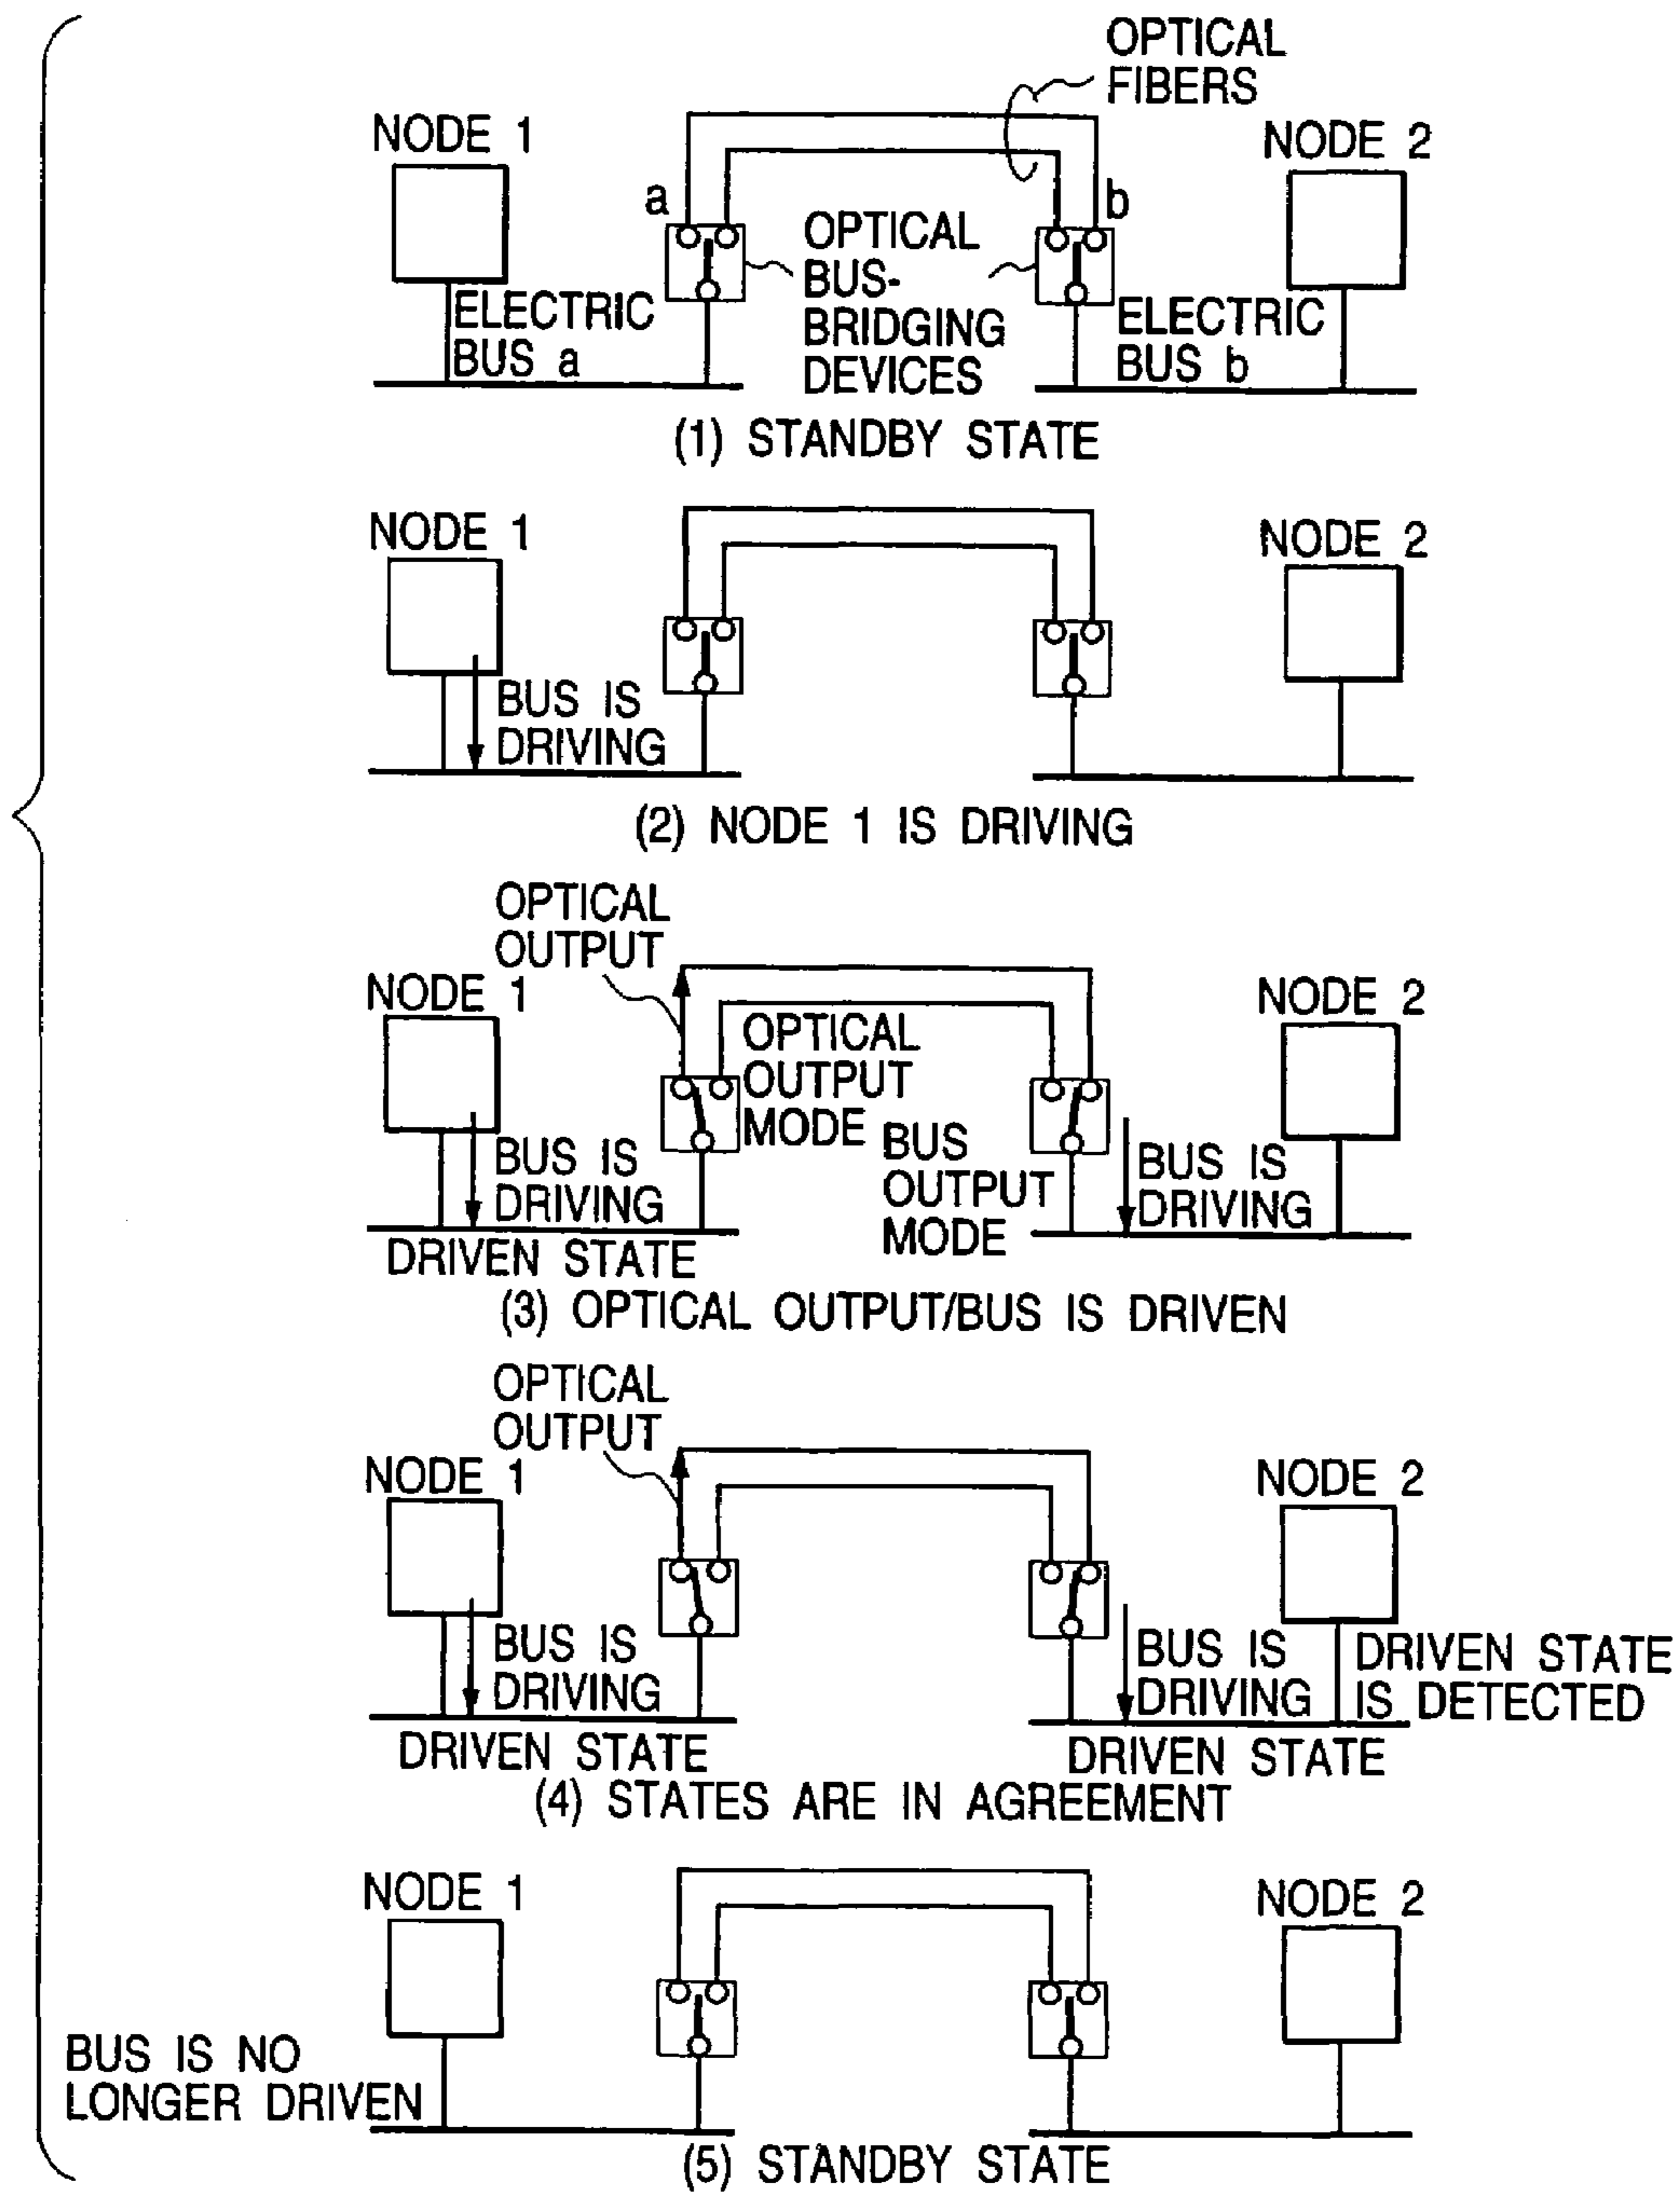 OPTICAL
FIBERS
NODE 1
NODE 2
a
b
OPTICAL
BUS-
BRIDGING
DEVICES
ELECTRIC
BUS a
ELECTRIC
BUS b
(1) STANDBY STATE
NODE 1
NODE 2
BUS IS
DRIVING
(2) NODE 1 IS DRIVING
OPTICAL
OUTPUT
NODE 1
NODE 2
OPTICAL
OUTPUT
MODE
BUS IS
DRIVING
BUS
OUTPUT
MODE
BUS IS
DRIVING
DRIVEN STATE
(3) OPTICAL OUTPUT/BUS IS DRIVEN
OPTICAL
OUTPUT
NODE 1
NODE 2
BUS IS
DRIVING
BUS IS
DRIVING
DRIVEN STATE
IS DETECTED
DRIVEN STATE
DRIVEN STATE
(4) STATES ARE IN AGREEMENT
NODE 1
NODE 2
BUS IS NO
LONGER DRIVEN
(5) STANDBY STATE